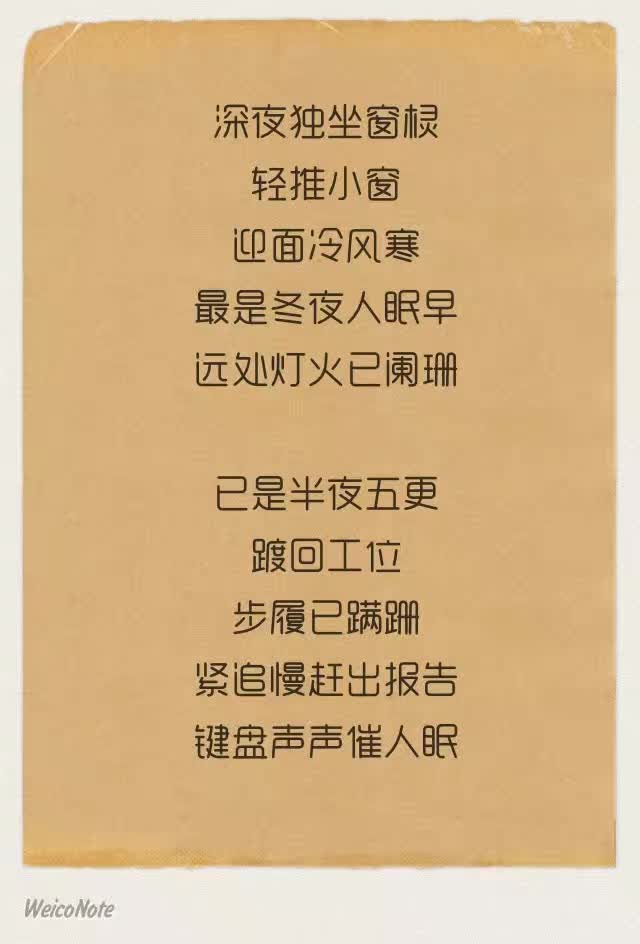 深夜独坐窗棂
轻推小窗
迎面冷风寒
最是冬夜人眠早
远处灯火已阑珊
已是半夜五更
踱回工位
步履已蹒跚
紧追慢赶出报告
键盘声声催人眠
WeicoNote